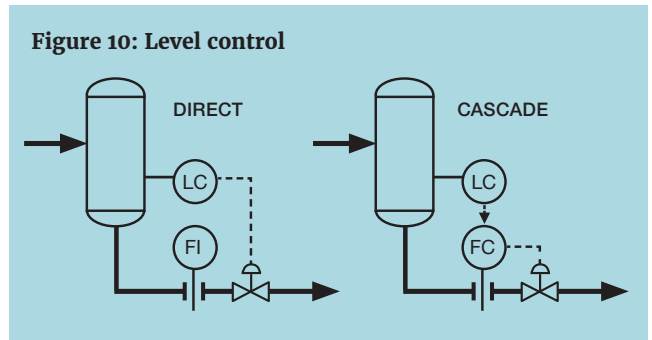 Figure 10: Level control
DIRECT
CASCADE
LC
LC
FI
FC